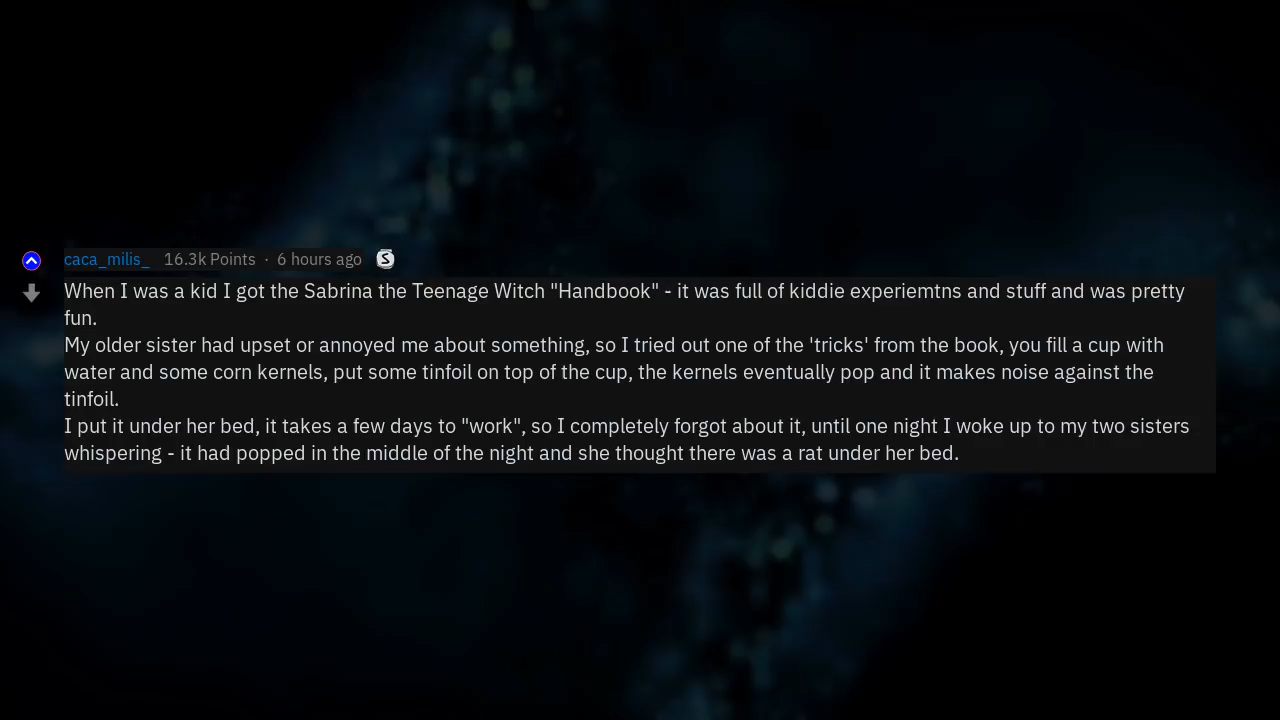 caca_milis_ 16.3k Points · 6 hours ago
When I was a kid I got the Sabrina the Teenage Witch "Handbook" - it was full of kiddie experiemtns and stuff and was pretty
fun.
My older sister had upset or annoyed me about something, so I tried out one of the 'tricks' from the book, you fill a cup with
water and some corn kernels, put some tinfoil on top of the cup, the kernels eventually pop and it makes noise against the
tinfoil.
I put it under her bed, it takes a few days to "work", so I completely forgot about it, until one night I woke up to my two sisters
whispering - it had popped in the middle of the night and she thought there was a rat under her bed.